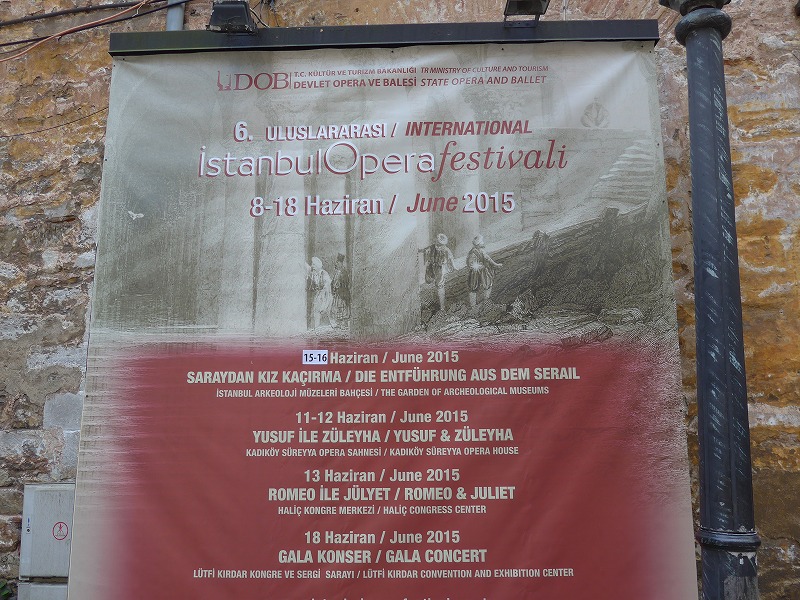 DOB T.C. KÜLTÜR VE TURİZM BAKANLIĞI TR MINISTRY OF CULTURE AND TOURISM
DEVLET OPERA VE BALESİ STATE OPERA AND BALLET
6. ULUSLARARASI / INTERNATIONAL
İstanbulOperafestivali
8-18 Haziran / June 2015
15-16 Haziran / June 2015
SARAYDAN KIZ KAÇIRMA / DIE ENTFÜHRUNG AUS DEM SERAIL
İSTANBUL ARKEOLOJİ MÜZELERİ BAHÇESİ / THE GARDEN OF ARCHEOLOGICAL MUSEUMS
11-12 Haziran / June 2015
YUSUF İLE ZÜLEYHA / YUSUF & ZÜLEYHA
KADIKÖY SÜREYYA OPERA SAHNESİ / KADIKÖY SÜREYYA OPERA HOUSE
13 Haziran / June 2015
ROMEO İLE JÜLYET / ROMEO & JULIET
HALİÇ KONGRE MERKEZİ / HALİÇ CONGRESS CENTER
18 Haziran / June 2015
GALA KONSER / GALA CONCERT
LÜTFİ KIRDAR KONGRE VE SERGİ SARAYI / LÜTFİ KIRDAR CONVENTION AND EXHIBITION CENTER